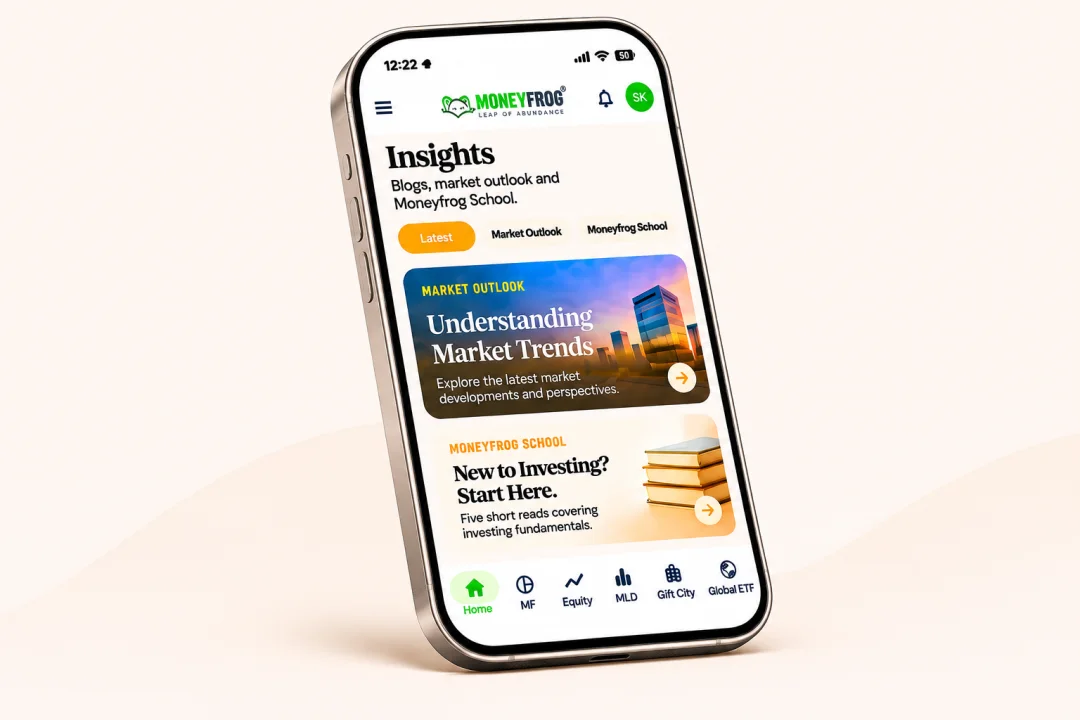 12:22
50
MONEYFROG®
LEAP OF ABUNDANCE
SK
Insights
Blogs, market outlook and
Moneyfrog School.
Latest
Market Outlook
Moneyfrog School
MARKET OUTLOOK
Understanding
Market Trends
Explore the latest market
developments and perspectives.
MONEYFROG SCHOOL
New to Investing?
Start Here.
Five short reads covering
investing fundamentals.
Home
MF
Equity
MLD
Gift City
Global ETF